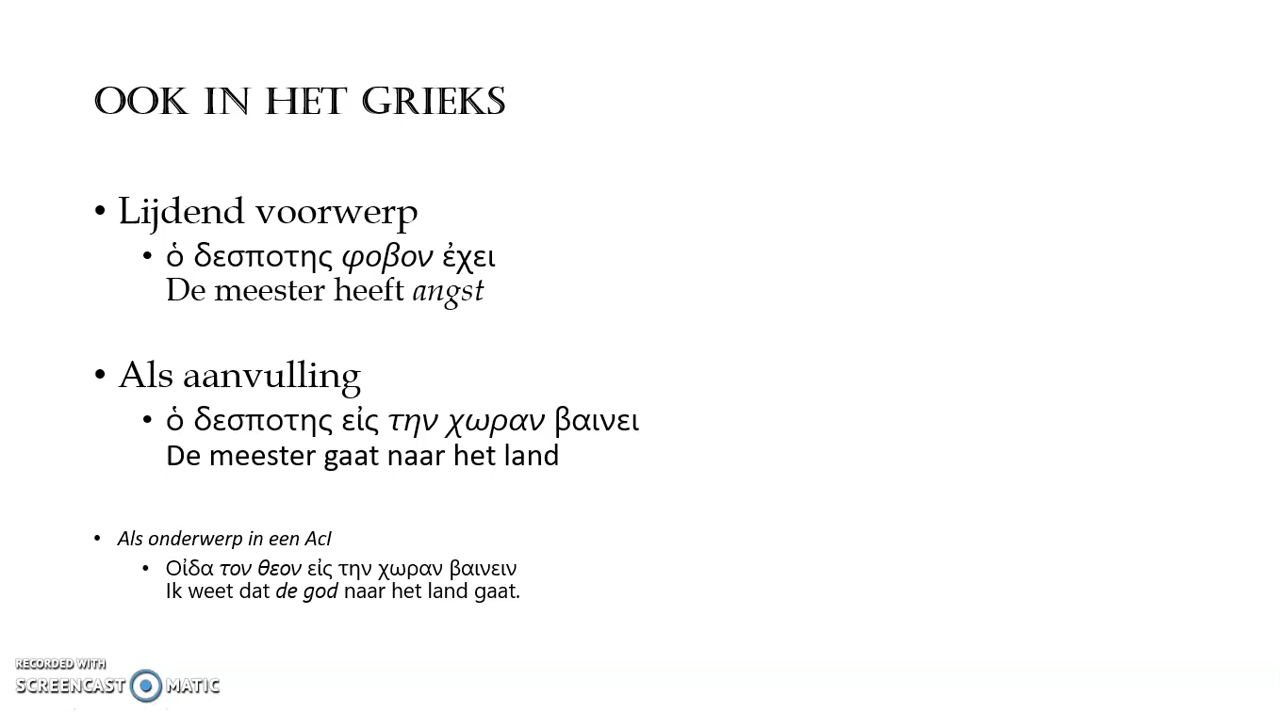 OOK IN HET GRIEKS
• Lijdend voorwerp
• ὁ δεσποτης φοβον ἐχει
De meester heeft angst
• Als aanvulling
• ὁ δεσποτης εἰς την χωραν βαινει
De meester gaat naar het land
• Als onderwerp in een AcI
• Οἰδα τον θεον εἰς την χωραν βαινειν
Ik weet dat de god naar het land gaat.
RECORDED WITH
SCREENCAST MATIC